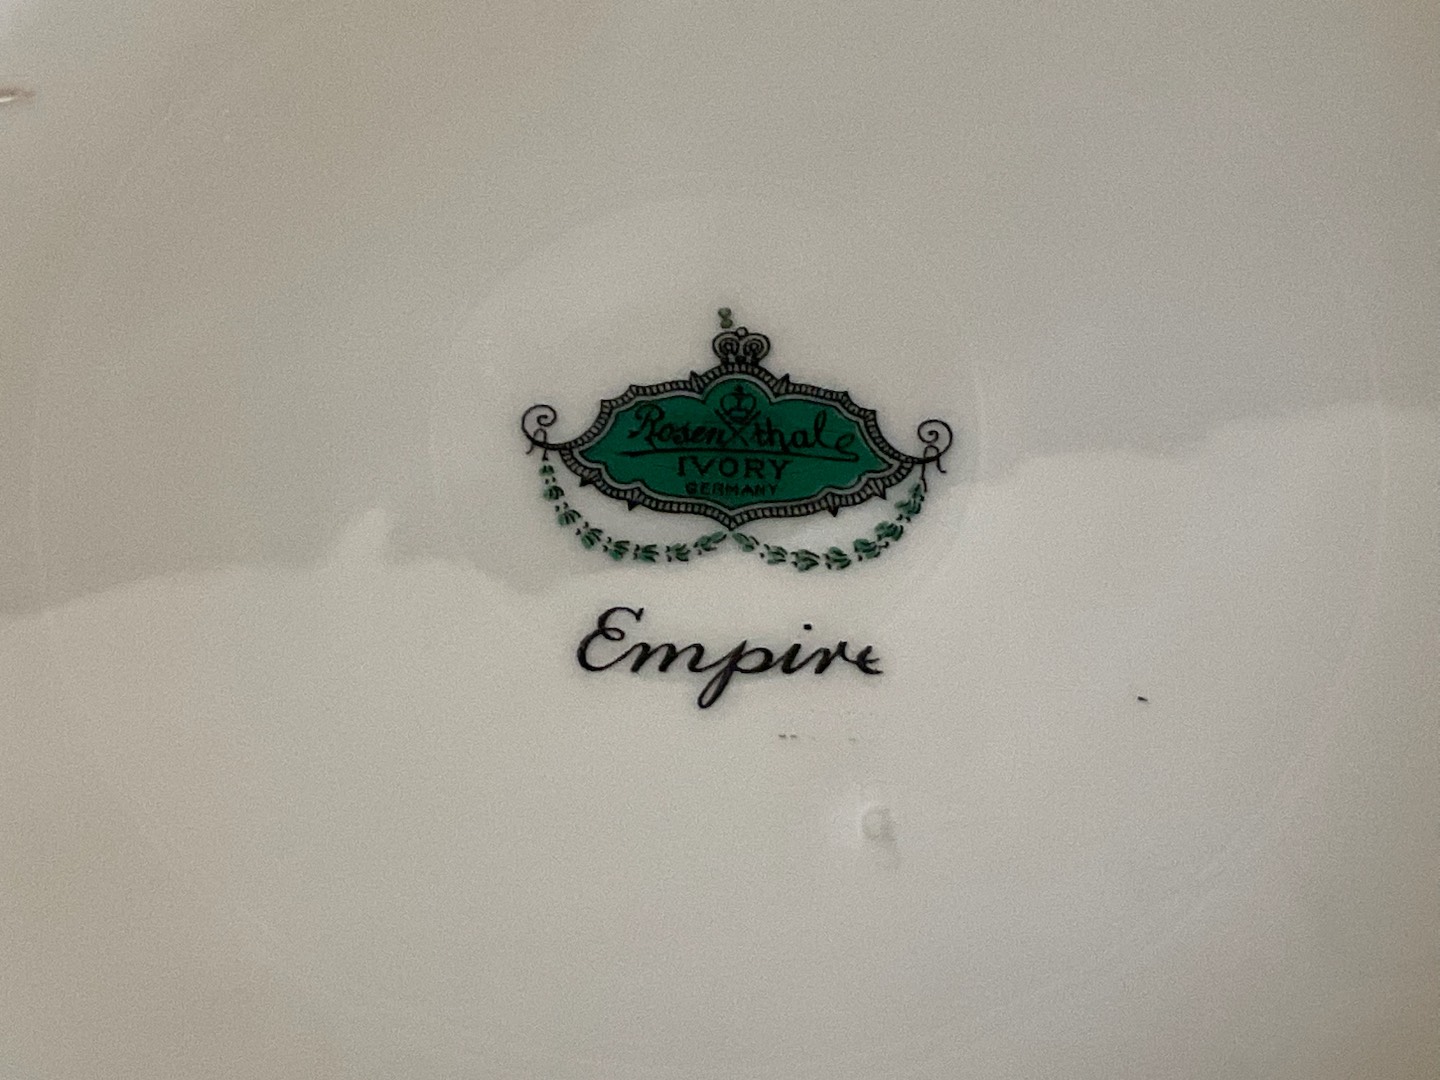 Rosenthal
IVORY
GERMANY
Empire